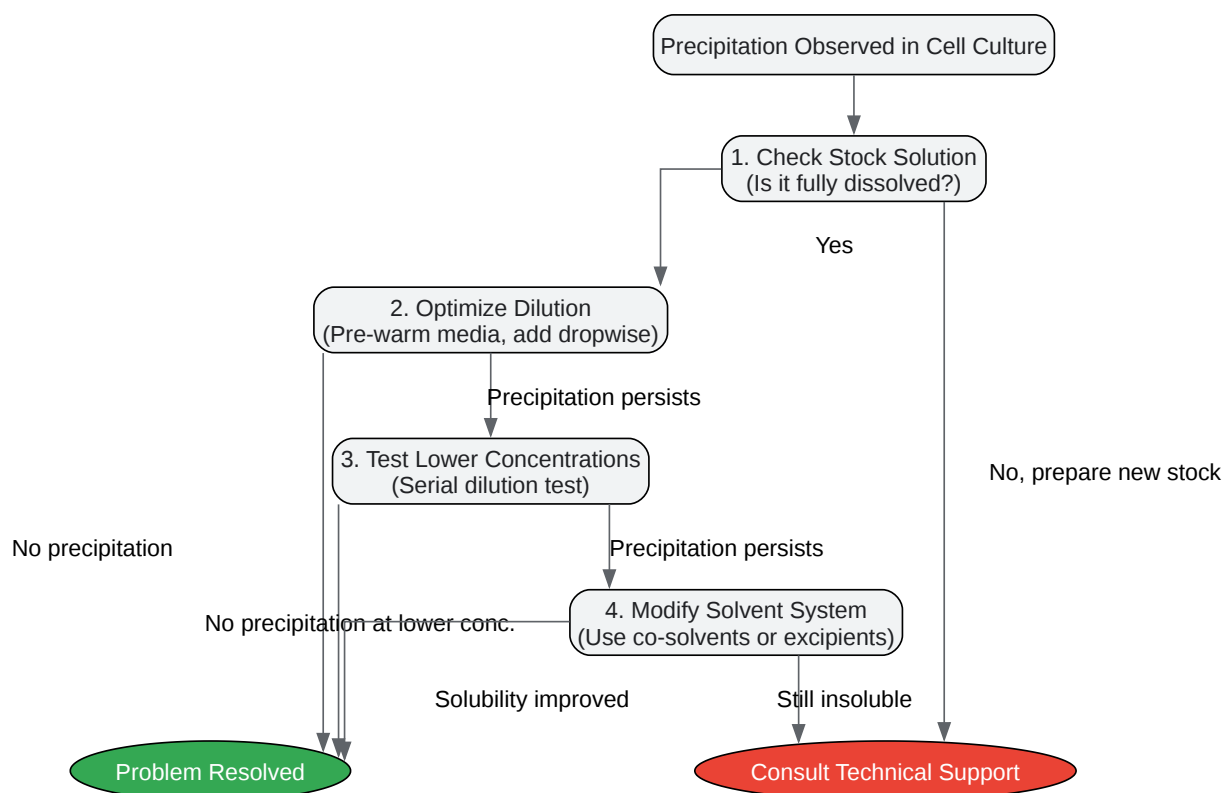 Precipitation Observed in Cell Culture
1. Check Stock Solution
(Is it fully dissolved?)
Yes
2. Optimize Dilution
(Pre-warm media, add dropwise)
Precipitation persists
3. Test Lower Concentrations
(Serial dilution test)
No, prepare new stock
No precipitation
Precipitation persists
4. Modify Solvent System
(Use co-solvents or excipients)
No precipitation at lower conc.
Solubility improved
Still insoluble
Problem Resolved
Consult Technical Support